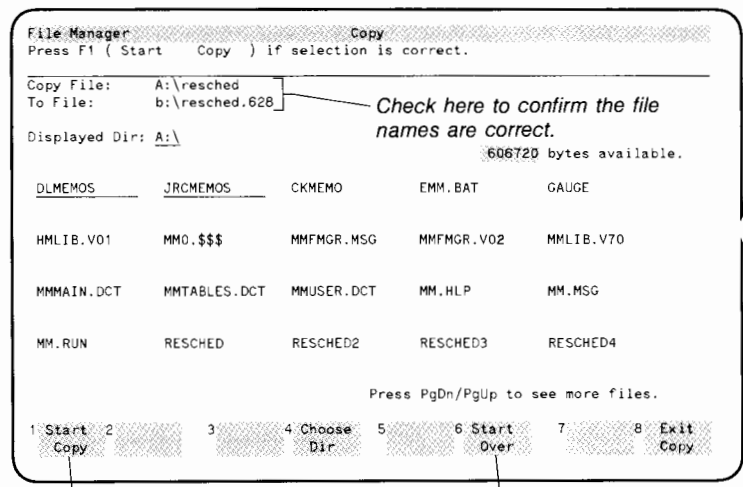 File Manager Copy
Press F1 ( Start Copy ) if selection is correct.
Copy File: A:\resched
To File: b:\resched.628
Check here to confirm the file
names are correct.
Displayed Dir: A:\
606720 bytes available.
DLMEMOS JRCMEMOS CKMEMO EMM.BAT GAUGE
HMLIB.V01 MMO.$$$ MMFMGR.MSG MMFMGR.V02 MMLIB.V70
MMMAIN.DCT MMTABLES.DCT MMUSER.DCT MM.HLP MM.MSG
MM.RUN RESCHED RESCHED2 RESCHED3 RESCHED4
Press PgDn/PgUp to see more files.
1 Start 2 3 4 Choose 5 6 Start 7 8 Exit
Copy Dir Over Copy